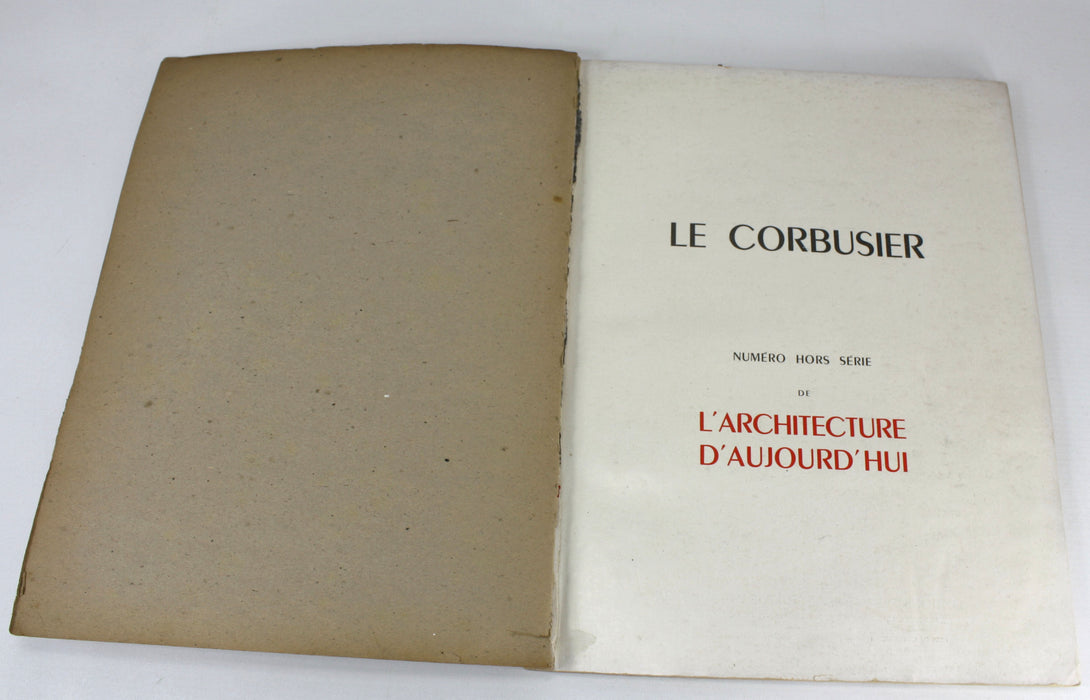 LE CORBUSIER
NUMÉRO HORS SÉRIE
DE
L'ARCHITECTURE
D'AUJOURD'HUI